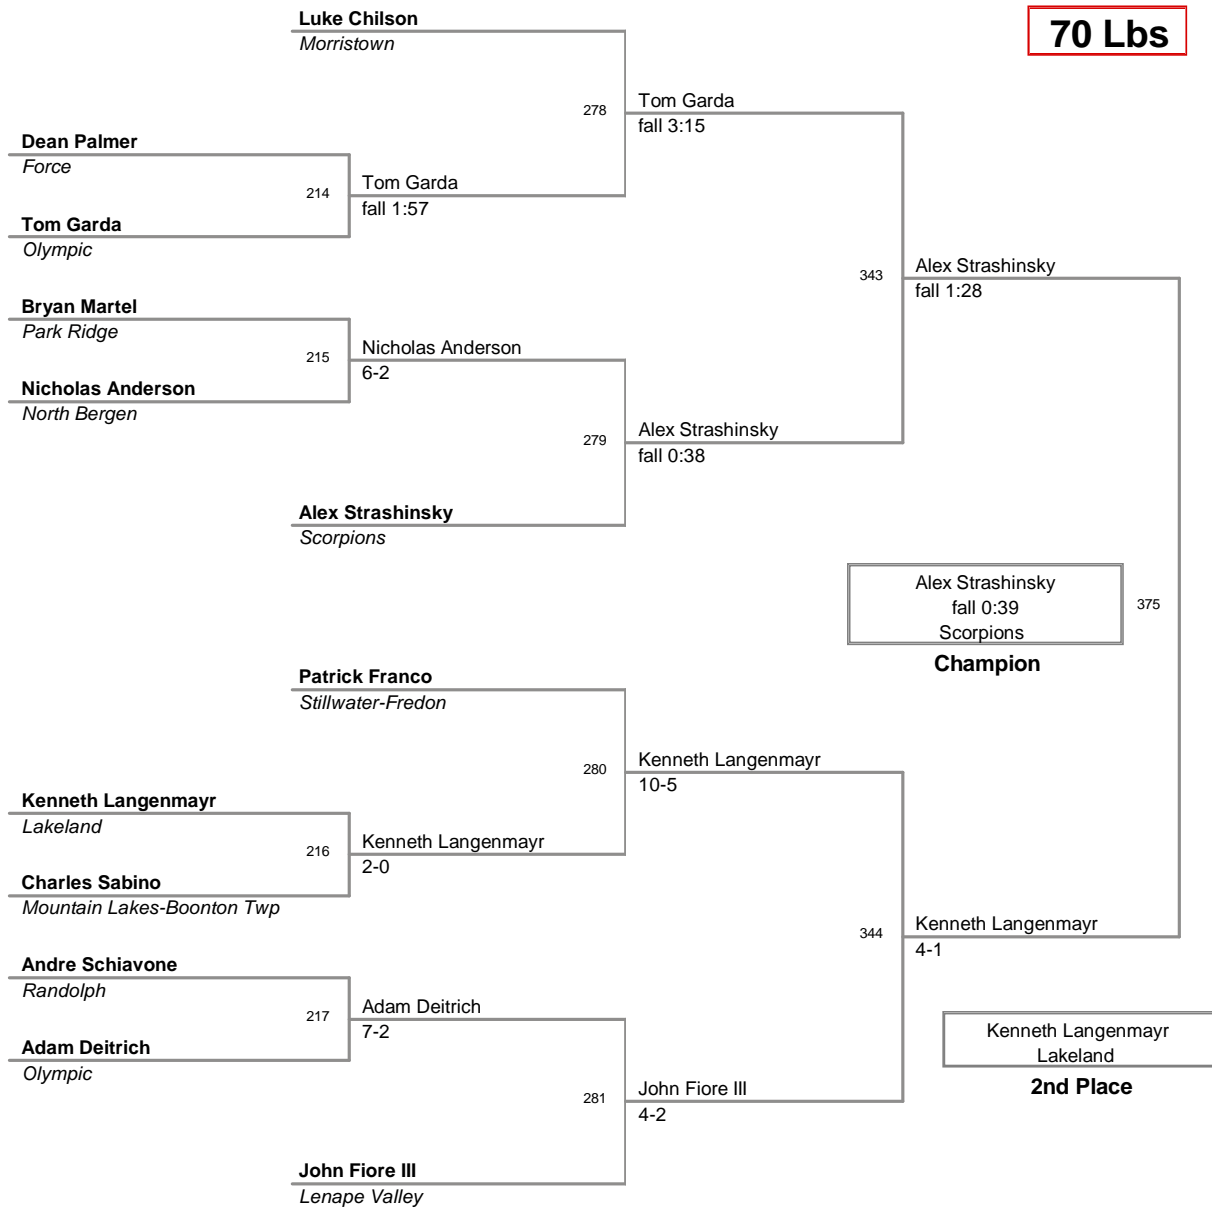 Luke Chilson
Morristown
70 Lbs
278
Tom Garda
fall 3:15
Dean Palmer
Force
214
Tom Garda
fall 1:57
Tom Garda
Olympic
343
Alex Strashinsky
fall 1:28
Bryan Martel
Park Ridge
215
Nicholas Anderson
6-2
Nicholas Anderson
North Bergen
279
Alex Strashinsky
fall 0:38
Alex Strashinsky
Scorpions
Alex Strashinsky
fall 0:39
Scorpions
375
Champion
Patrick Franco
Stillwater-Fredon
280
Kenneth Langenmayr
10-5
Kenneth Langenmayr
Lakeland
216
Kenneth Langenmayr
2-0
Charles Sabino
Mountain Lakes-Boonton Twp
344
Kenneth Langenmayr
4-1
Andre Schiavone
Randolph
217
Adam Deitrich
7-2
Adam Deitrich
Olympic
Kenneth Langenmayr
Lakeland
2nd Place
281
John Fiore III
4-2
John Fiore III
Lenape Valley